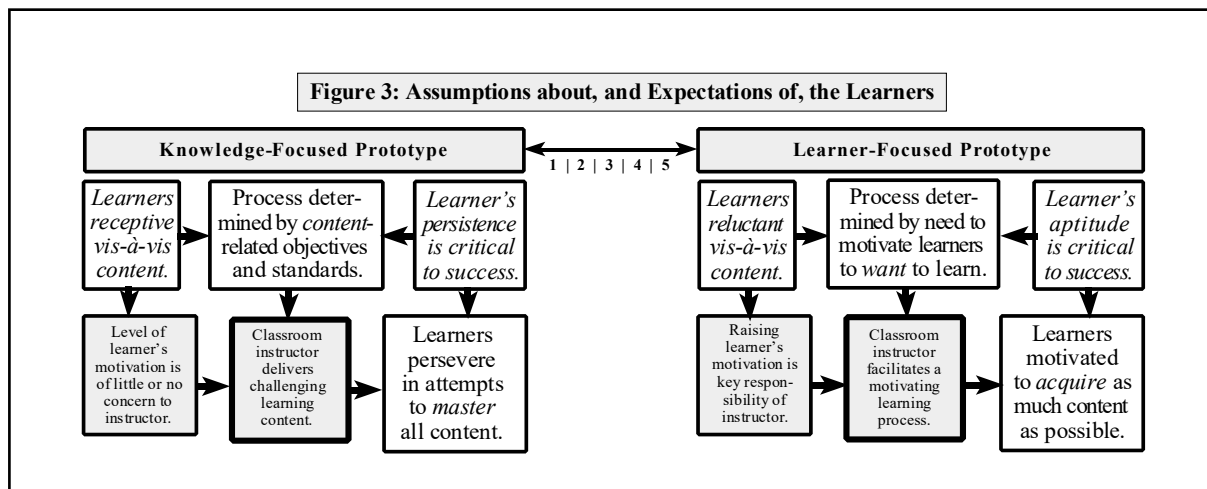 Figure 3: Assumptions about, and Expectations of, the Learners
Knowledge-Focused Prototype
1 | 2 | 3 | 4 | 5
Learner-Focused Prototype
Learners
receptive
vis-à-vis
content.
Process deter-
mined by content-
related objectives
and standards.
Learner’s
persistence
is critical
to success.
Learners
reluctant
vis-à-vis
content.
Process deter-
mined by need to
motivate learners
to want to learn.
Learner’s
aptitude
is critical
to success.
Level of
learner’s
motivation is
of little or no
concern to
instructor.
Classroom
instructor
delivers
challenging
learning
content.
Learners
persevere
in attempts
to master
all content.
Raising
learner’s
motivation is
key respon-
sibility of
instructor.
Classroom
instructor
facilitates a
motivating
learning
process.
Learners
motivated
to acquire as
much content
as possible.